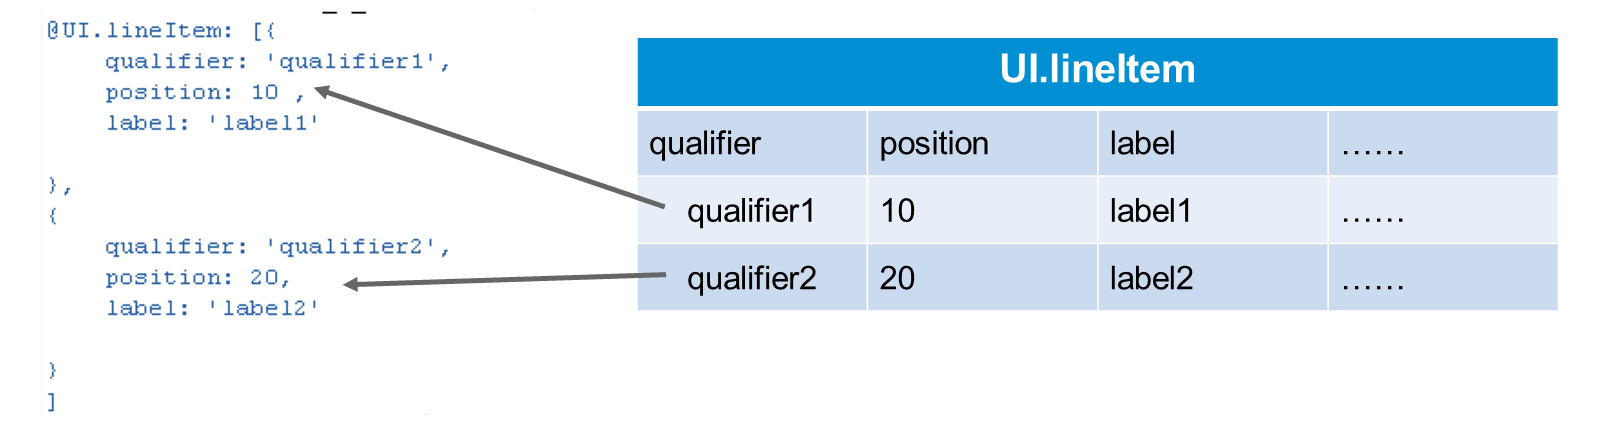 @UI.lineItem: [{
qualifier: 'qualifier1',
position: 10 ,
label: 'label1'
},
{
qualifier: 'qualifier2',
position: 20,
label: 'label2'
}
]
UI.lineItem
qualifier position label ……
qualifier1 10 label1 ……
qualifier2 20 label2 ……